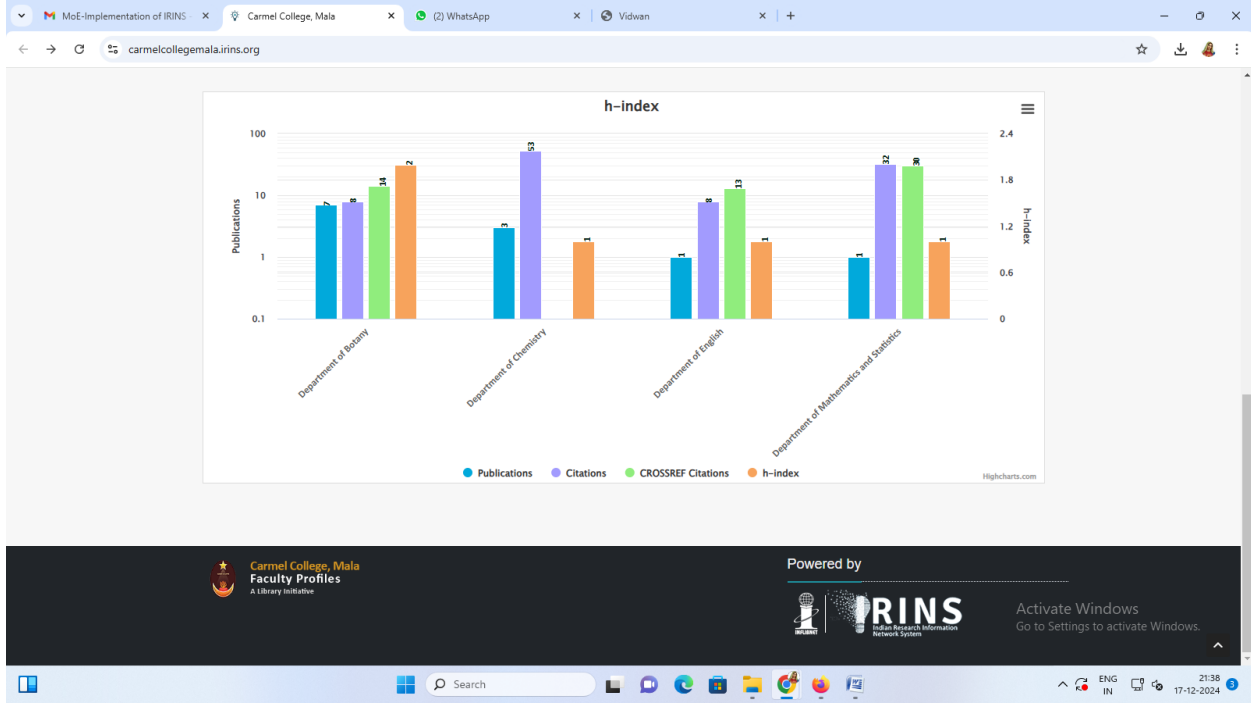 MoE-Implementation of IRINS -
Carmel College, Mala
(2) WhatsApp
Vidwan
carmelcollegemala.irins.org
h-index
100
10
1
0.1
Publications
2.4
1.8
1.2
0.6
0
h-index
7 8 14 2
3 53 1
1 8 13 1
1 32 30 1
Department of Botany
Department of Chemistry
Department of English
Department of Mathematics and Statistics
Publications Citations CROSSREF Citations h-index
Highcharts.com
Carmel College, Mala
Faculty Profiles
A Library Initiative
Powered by
INFLIBNET
IRINS
Indian Research Information
Network System
Activate Windows
Go to Settings to activate Windows.
Search
ENG
IN
21:38
17-12-2024
3